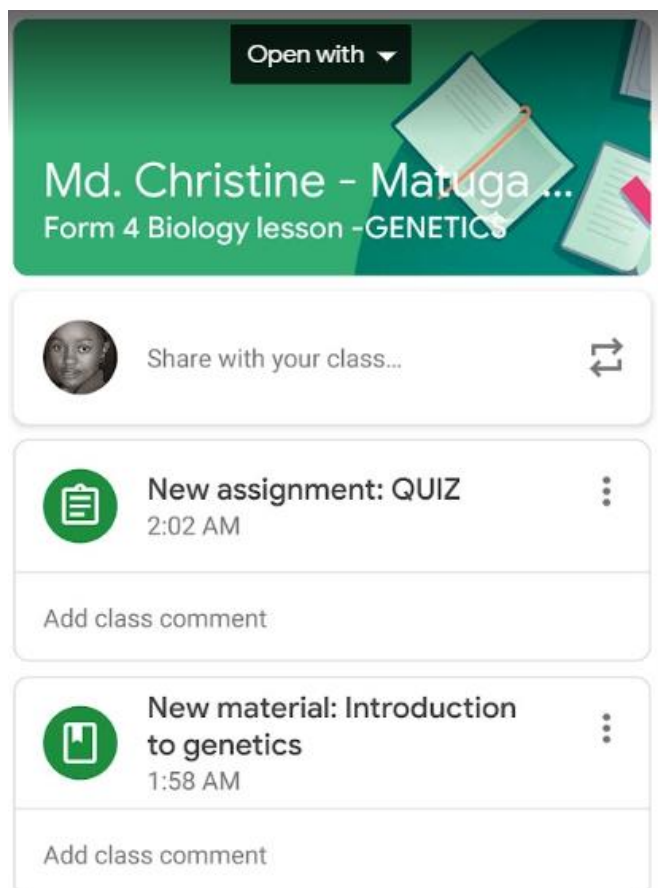 Open with
Md. Christine - Matuga ...
Form 4 Biology lesson -GENETICS
Share with your class...
New assignment: QUIZ
2:02 AM
Add class comment
New material: Introduction
to genetics
1:58 AM
Add class comment